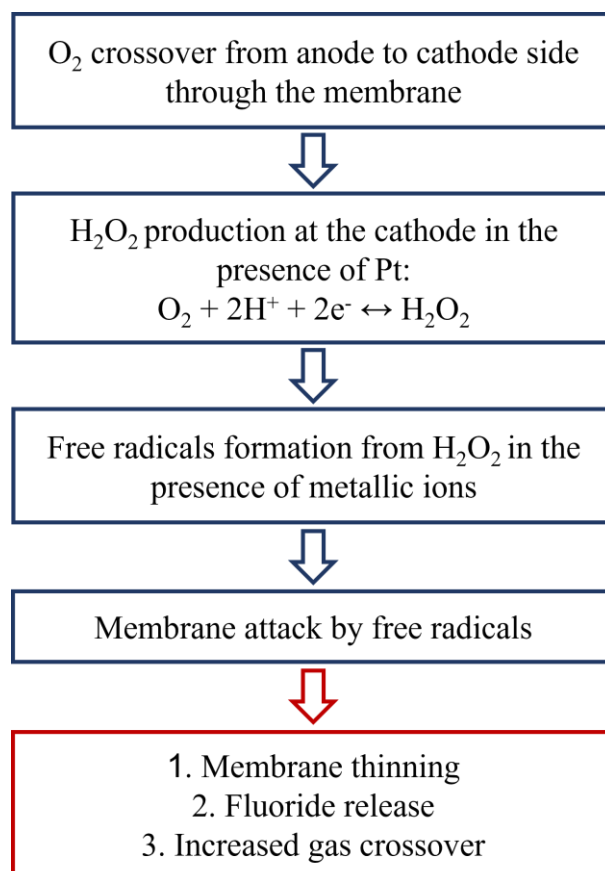 O₂ crossover from anode to cathode side
through the membrane
H₂O₂ production at the cathode in the
presence of Pt:
O₂ + 2H⁺ + 2e⁻ ↔ H₂O₂
Free radicals formation from H₂O₂ in the
presence of metallic ions
Membrane attack by free radicals
1. Membrane thinning
2. Fluoride release
3. Increased gas crossover